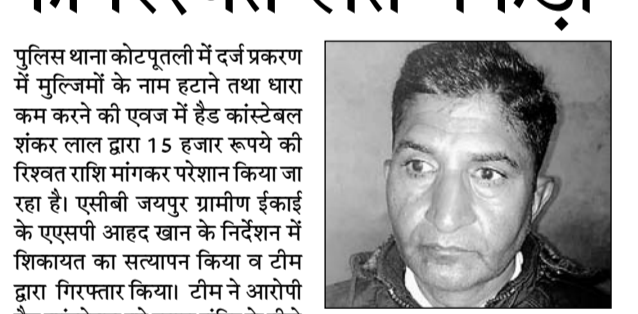 पुलिस थाना कोटपूतली में दर्ज प्रकरण
में मुल्जिमों के नाम हटाने तथा धारा
कम करने की एवज में हैड कांस्टेबल
शंकर लाल द्वारा 15 हजार रूपये की
रिश्वत राशि मांगकर परेशान किया जा
रहा है। एसीबी जयपुर ग्रामीण ईकाई
के एएसपी आहद खान के निर्देशन में
शिकायत का सत्यापन किया व टीम
द्वारा गिरफ्तार किया। टीम ने आरोपी